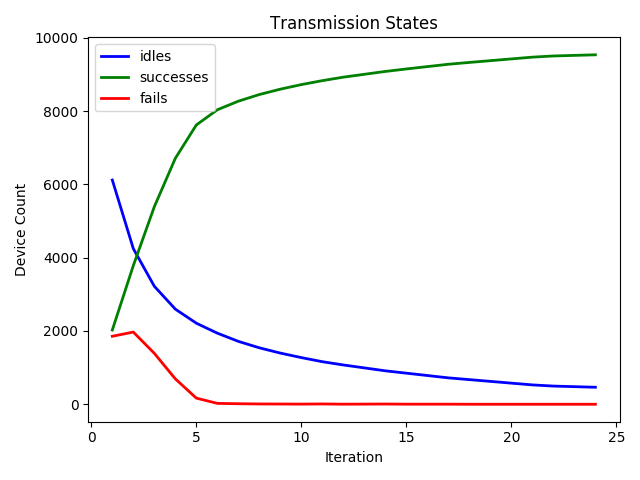 Transmission States
idles
successes
fails
Device Count
10000
8000
6000
4000
2000
0
0 5 10 15 20 25
Iteration